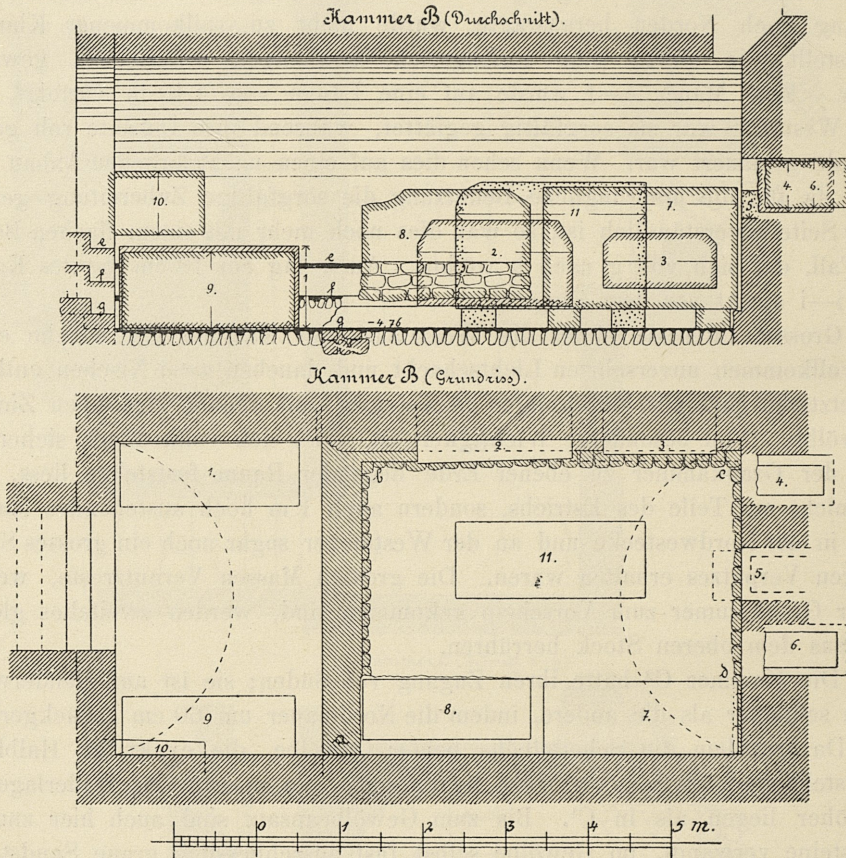 Kammer B (Durchschnitt).
10.
4. 6.
5.
11
7.
8.
2.
3.
e
e
f
g
9.
1
f
g
-4,76
Kammer B (Grundriss).
1.
2
3.
b
c
4.
11.
5.
6.
d
8.
7.
9
10.
a
0 1 2 3 4 5 m.